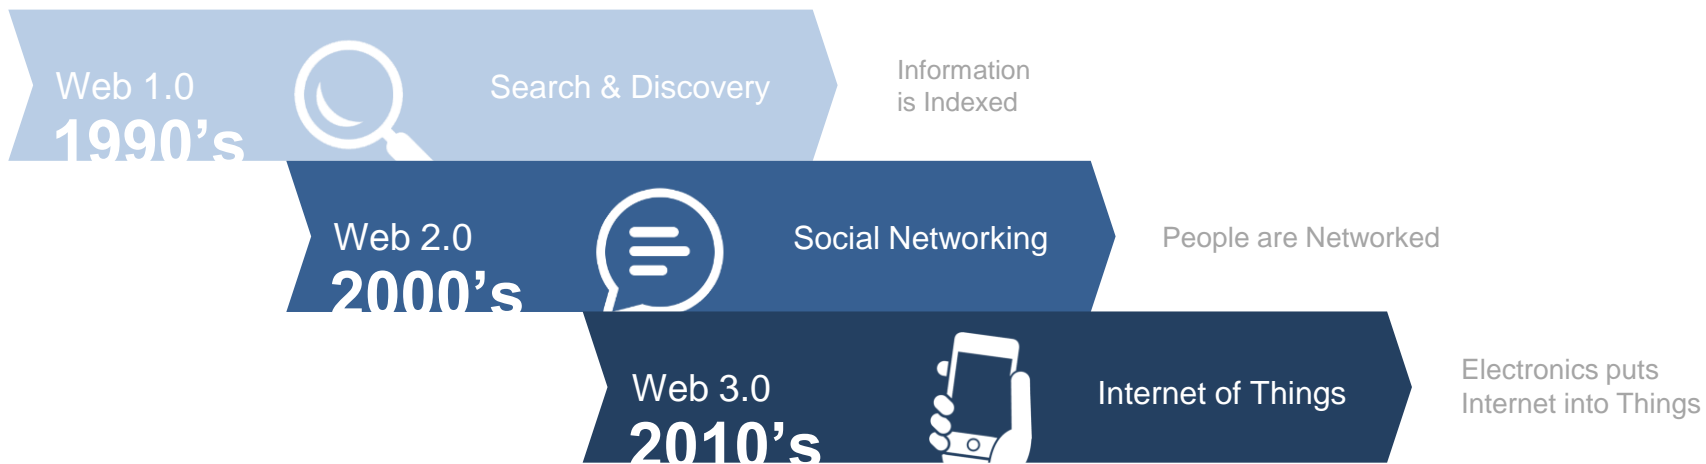 Web 1.0
1990’s
Search & Discovery
Information
is Indexed
Web 2.0
2000’s
Social Networking
People are Networked
Web 3.0
2010’s
Internet of Things
Electronics puts
Internet into Things